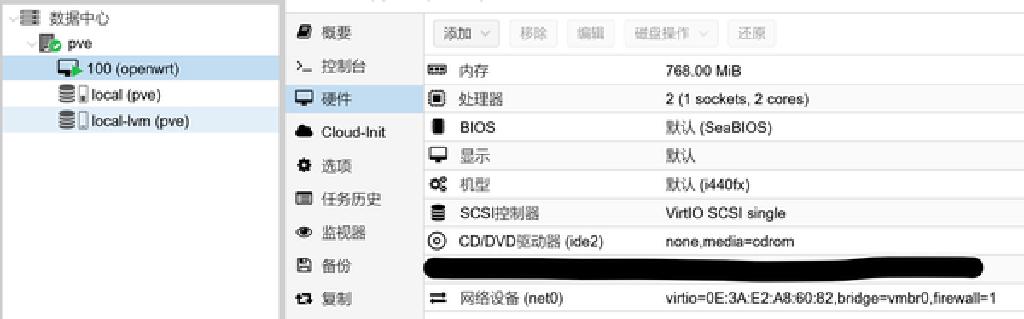 数据中心
pve
100 (openwrt)
local (pve)
local-lvm (pve)
概要
控制台
硬件
Cloud-Init
选项
任务历史
监视器
备份
复制
添加 移除 编辑 磁盘操作 还原
内存 768.00 MiB
处理器 2 (1 sockets, 2 cores)
BIOS 默认 (SeaBIOS)
显示 默认
机型 默认 (i440fx)
SCSI控制器 VirtIO SCSI single
CD/DVD驱动器 (ide2) none,media=cdrom
网络设备 (net0) virtio=0E:3A:E2:A8:60:82,bridge=vmbr0,firewall=1